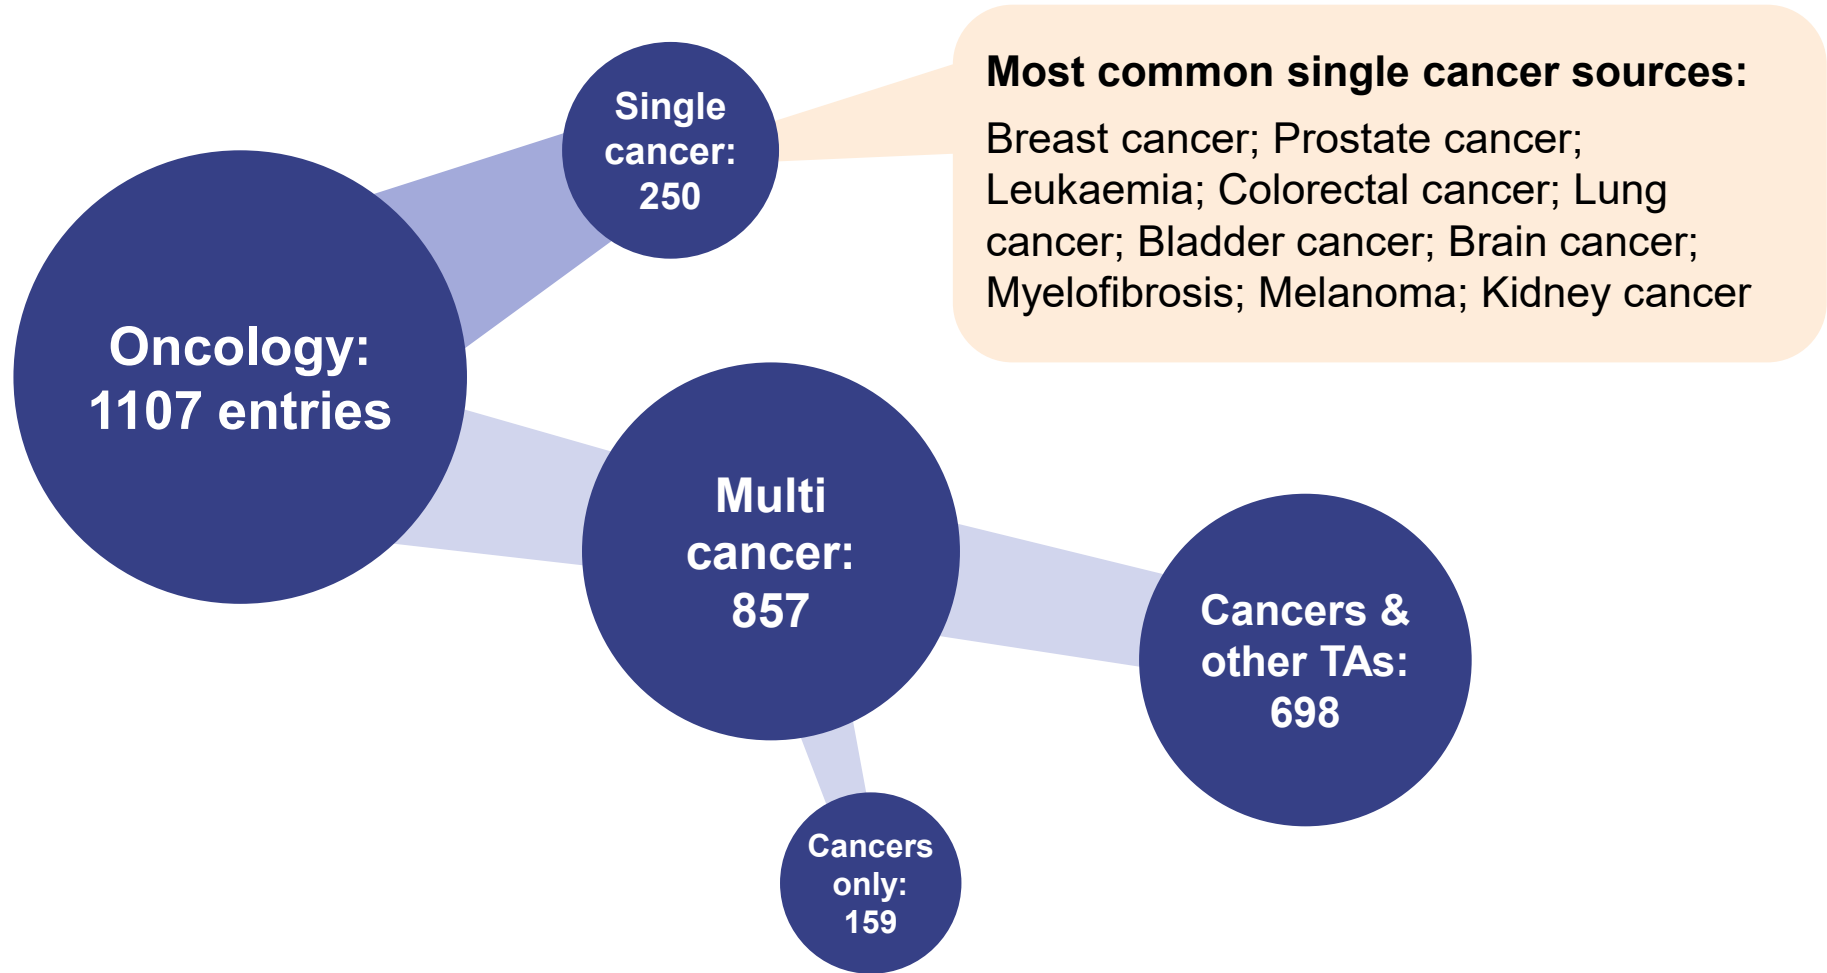 Single
cancer:
250
Most common single cancer sources:
Breast cancer; Prostate cancer;
Leukaemia; Colorectal cancer; Lung
cancer; Bladder cancer; Brain cancer;
Myelofibrosis; Melanoma; Kidney cancer
Oncology:
1107 entries
Multi
cancer:
857
Cancers &
other TAs:
698
Cancers
only:
159